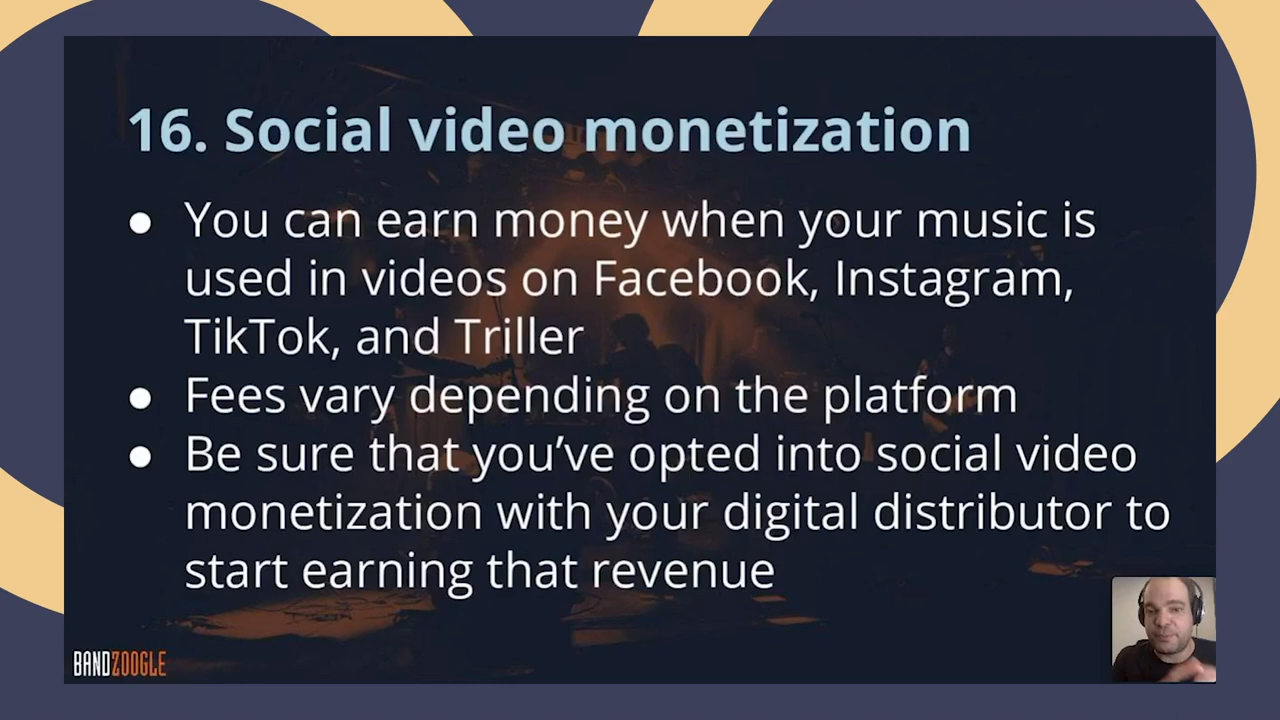 16. Social video monetization
● You can earn money when your music is
used in videos on Facebook, Instagram,
TikTok, and Triller
● Fees vary depending on the platform
● Be sure that you’ve opted into social video
monetization with your digital distributor to
start earning that revenue
BANDZOOGLE